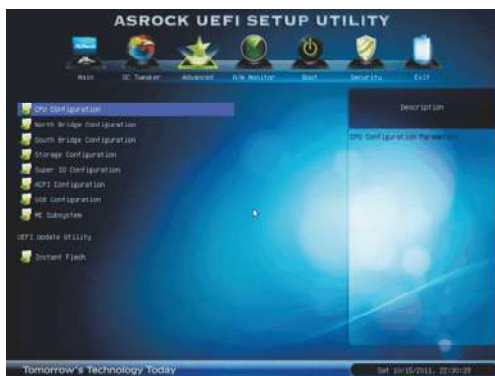 ASROCK UEFI SETUP UTILITY
Main OC Tweaker Advanced H/W Monitor Boot Security Exit
CPU Configuration
North Bridge Configuration
South Bridge Configuration
Storage Configuration
Super IO Configuration
ACPI Configuration
USB Configuration
ME Subsystem
UEFI Update Utility
Instant Flash
Description
CPU Configuration Parameters
Tomorrow's Technology Today
Sat 10/15/2011, 22:30:39